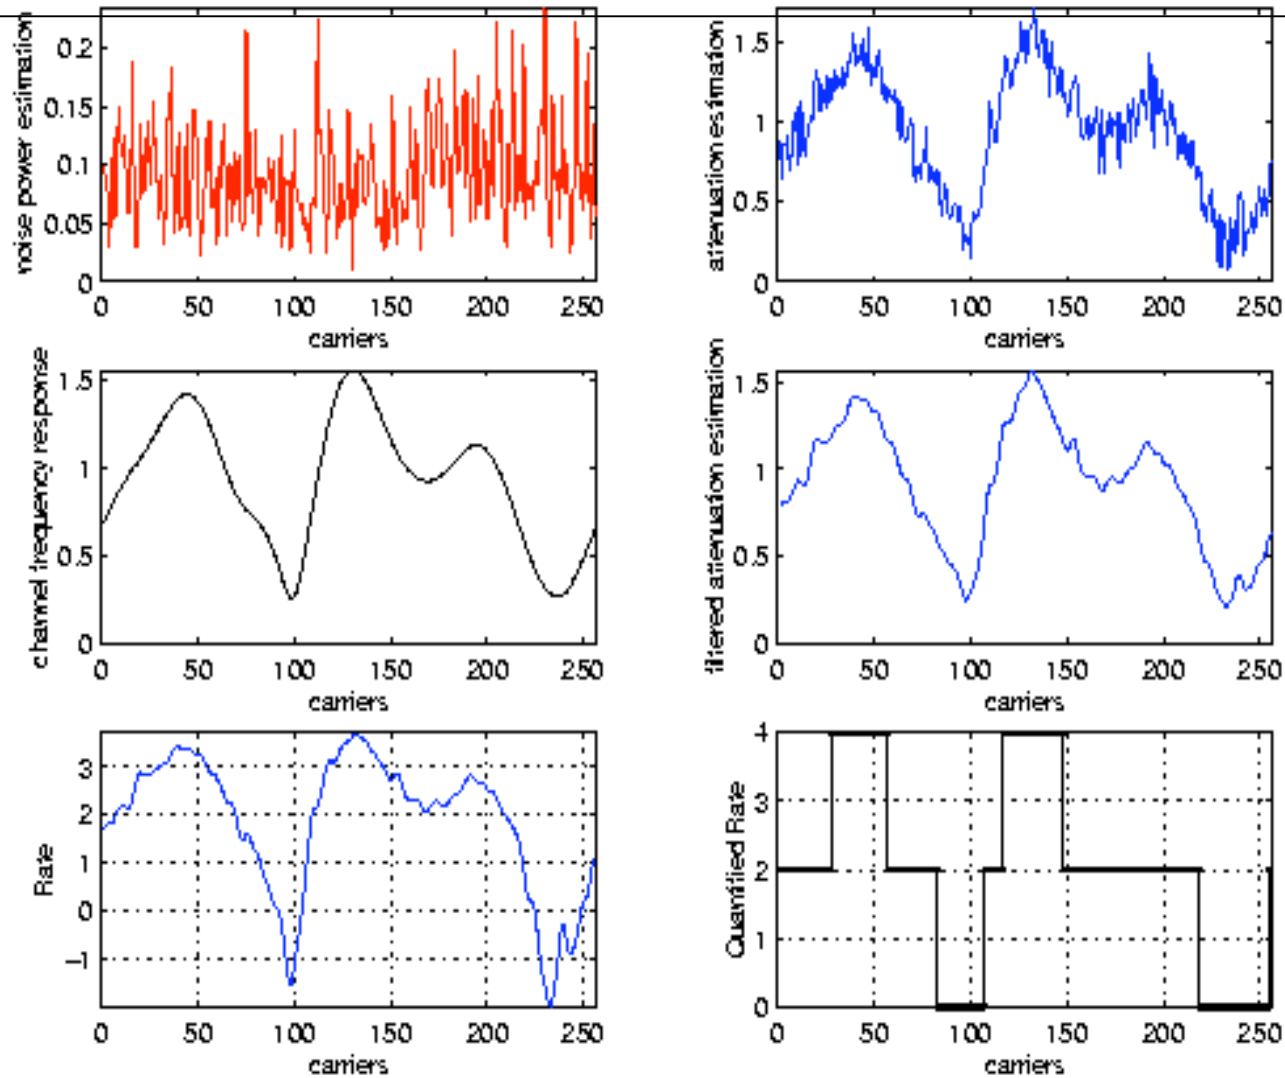 noise power estimation
0.2
0.15
0.1
0.05
0
0 50 100 150 200 250
carriers
attenuation estimation
1.5
1
0.5
0
0 50 100 150 200 250
carriers
channel frequency response
1.5
1
0.5
0
0 50 100 150 200 250
carriers
filtered attenuation estimation
1.5
1
0.5
0
0 50 100 150 200 250
carriers
Rate
3
2
1
0
−1
0 50 100 150 200 250
carriers
Quantified Rate
4
3
2
1
0
0 50 100 150 200 250
carriers